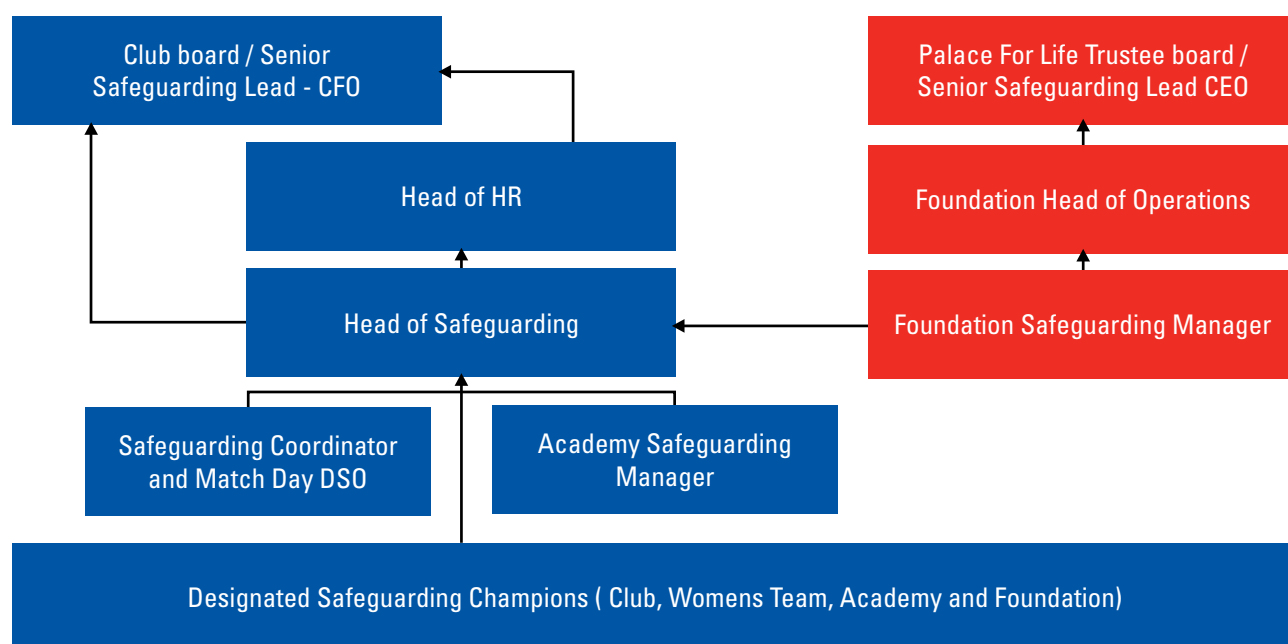 Club board / Senior
Safeguarding Lead - CFO
Palace For Life Trustee board /
Senior Safeguarding Lead CEO
Head of HR
Foundation Head of Operations
Head of Safeguarding
Foundation Safeguarding Manager
Safeguarding Coordinator
and Match Day DSO
Academy Safeguarding
Manager
Designated Safeguarding Champions ( Club, Womens Team, Academy and Foundation)